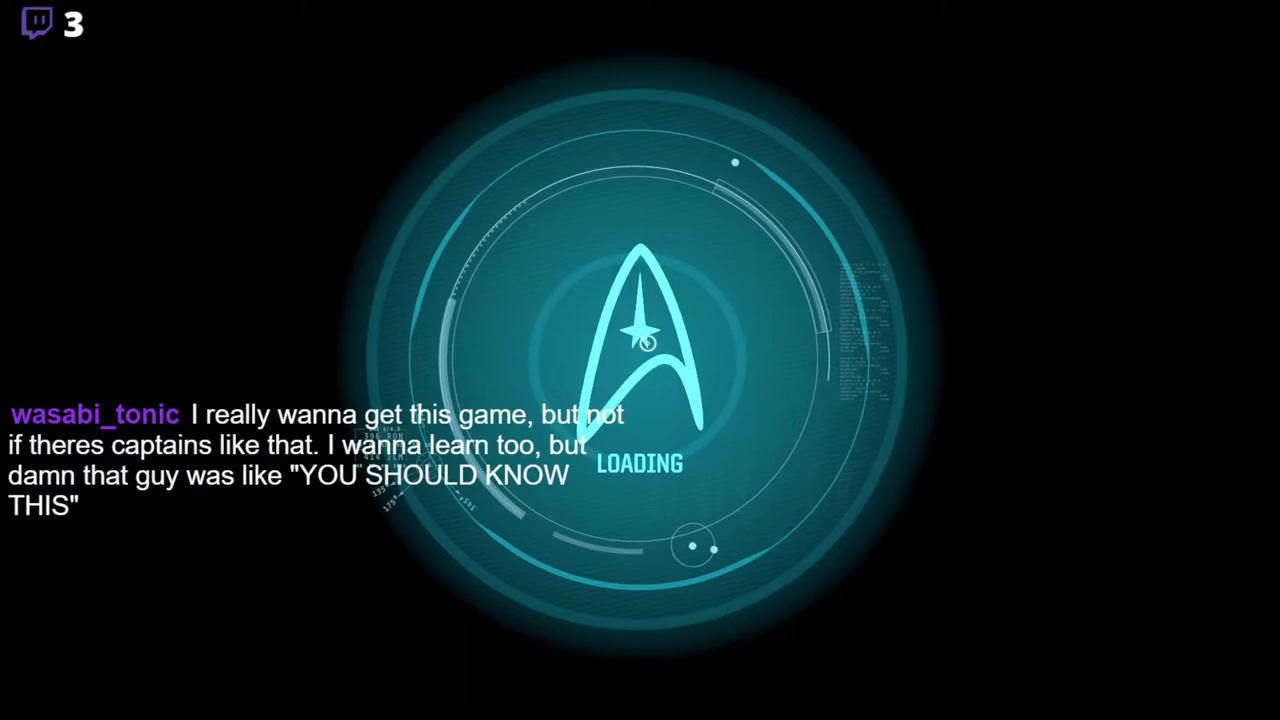 3
wasabi_tonic I really wanna get this game, but not
if theres captains like that. I wanna learn too, but
damn that guy was like "YOU SHOULD KNOW
THIS"
LOADING